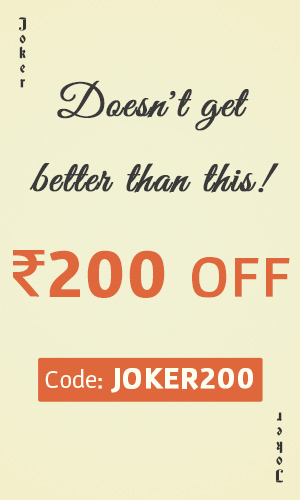 Joker
Doesn't get
better than this!
₹200 OFF
Code: JOKER200
Joker